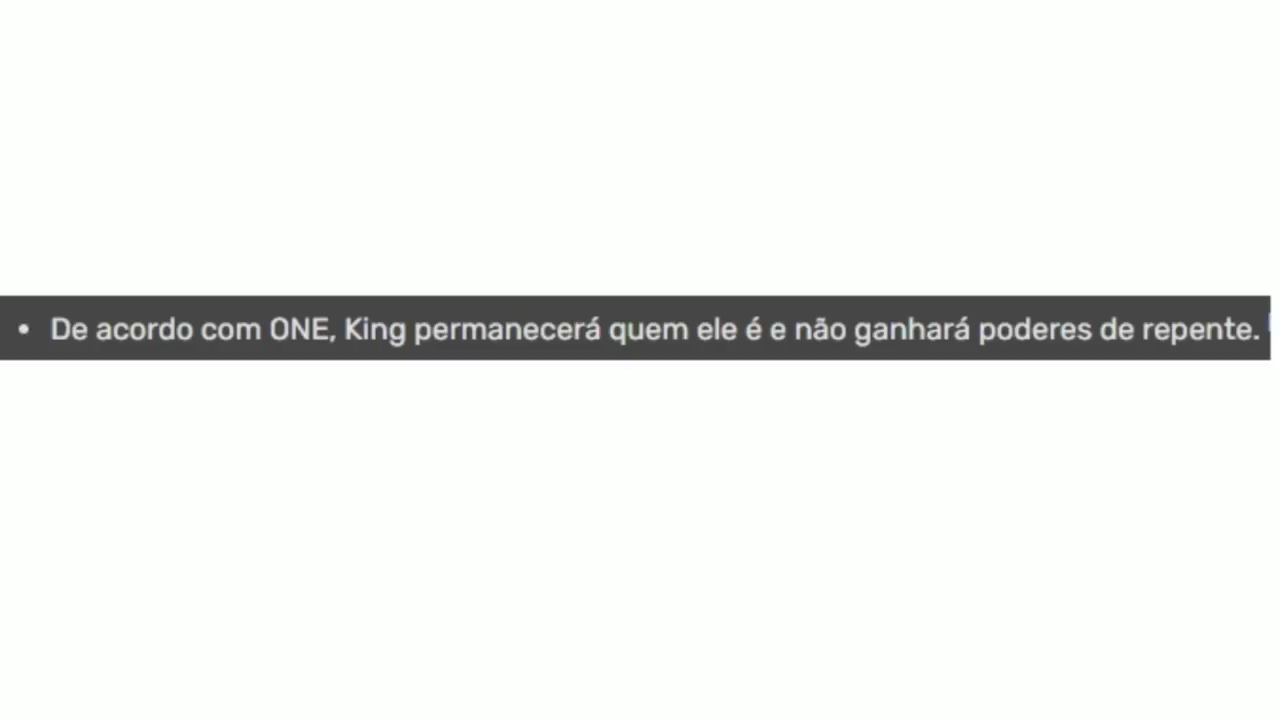 • De acordo com ONE, King permanecerá quem ele é e não ganhará poderes de repente.